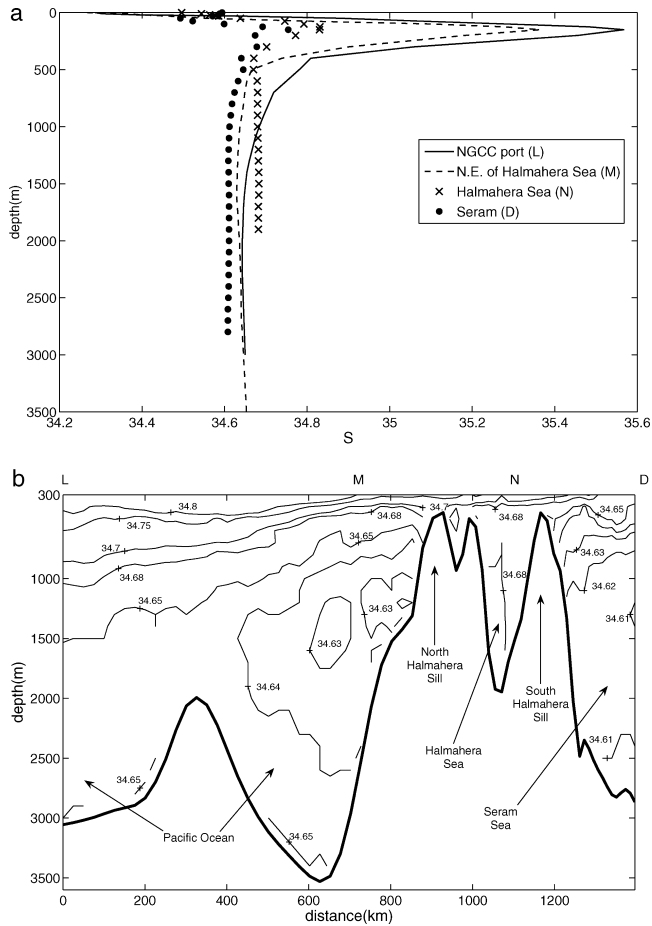 a
0
500
1000
1500
2000
2500
3000
3500
depth(m)
34.2 34.4 34.6 34.8 35 35.2 35.4 35.6
S
NGCC port (L)
N.E. of Halmahera Sea (M)
Halmahera Sea (N)
Seram (D)
b
L M N D
300
1000
1500
2000
2500
3000
3500
depth(m)
34.8
34.75
34.7
34.68
34.65
34.68
34.7
34.65
34.68
34.65
34.63
34.62
34.61
34.68
34.63
34.63
34.64
34.65
34.65
34.61
North
Halmahera
Sill
South
Halmahera
Sill
Halmahera
Sea
Seram
Sea
Pacific Ocean
0 200 400 600 800 1000 1200
distance(km)